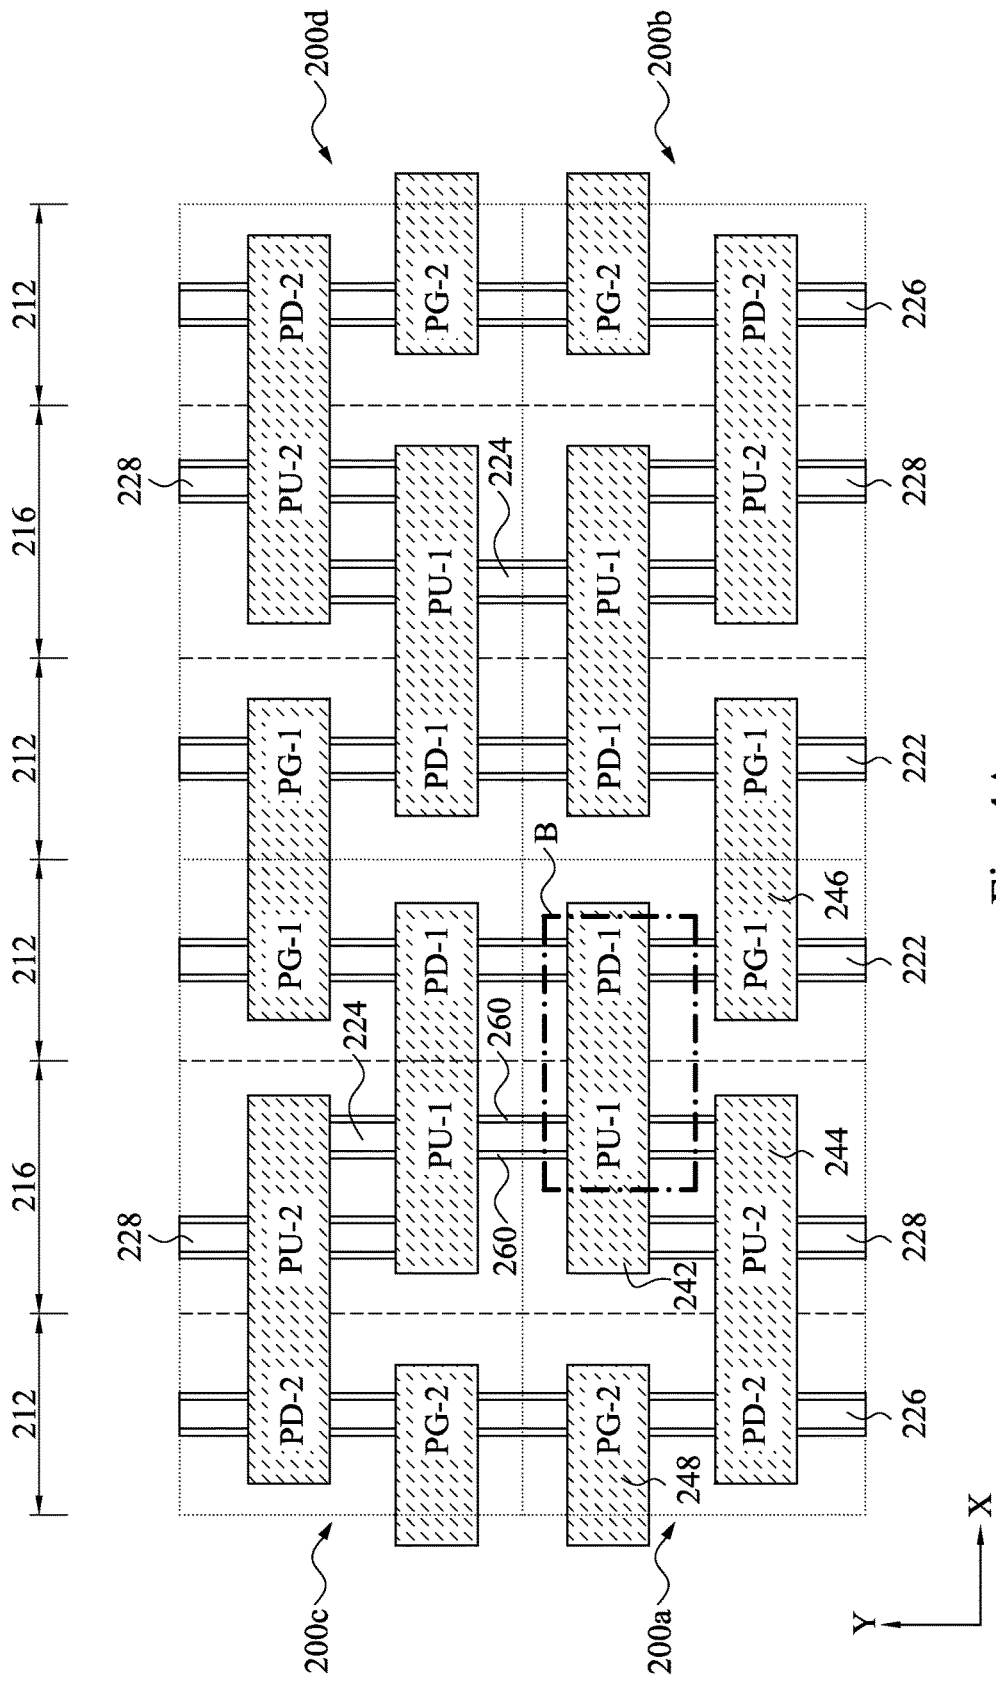 212 216 212 212 216 212
228 228
PD-2 PU-2 PG-1 PG-1 PU-2 PD-2
200c 200d
224
PG-2 PU-1 PD-1 PD-1 PU-1 PG-2
260 260 224
B
PG-2 PU-1 PD-1 PD-1 PU-1 PG-2
200a 200b
248 242
PD-2 PU-2 PG-1 PG-1 PU-2 PD-2
244 246
Y
226 228 222 222 228 226
X